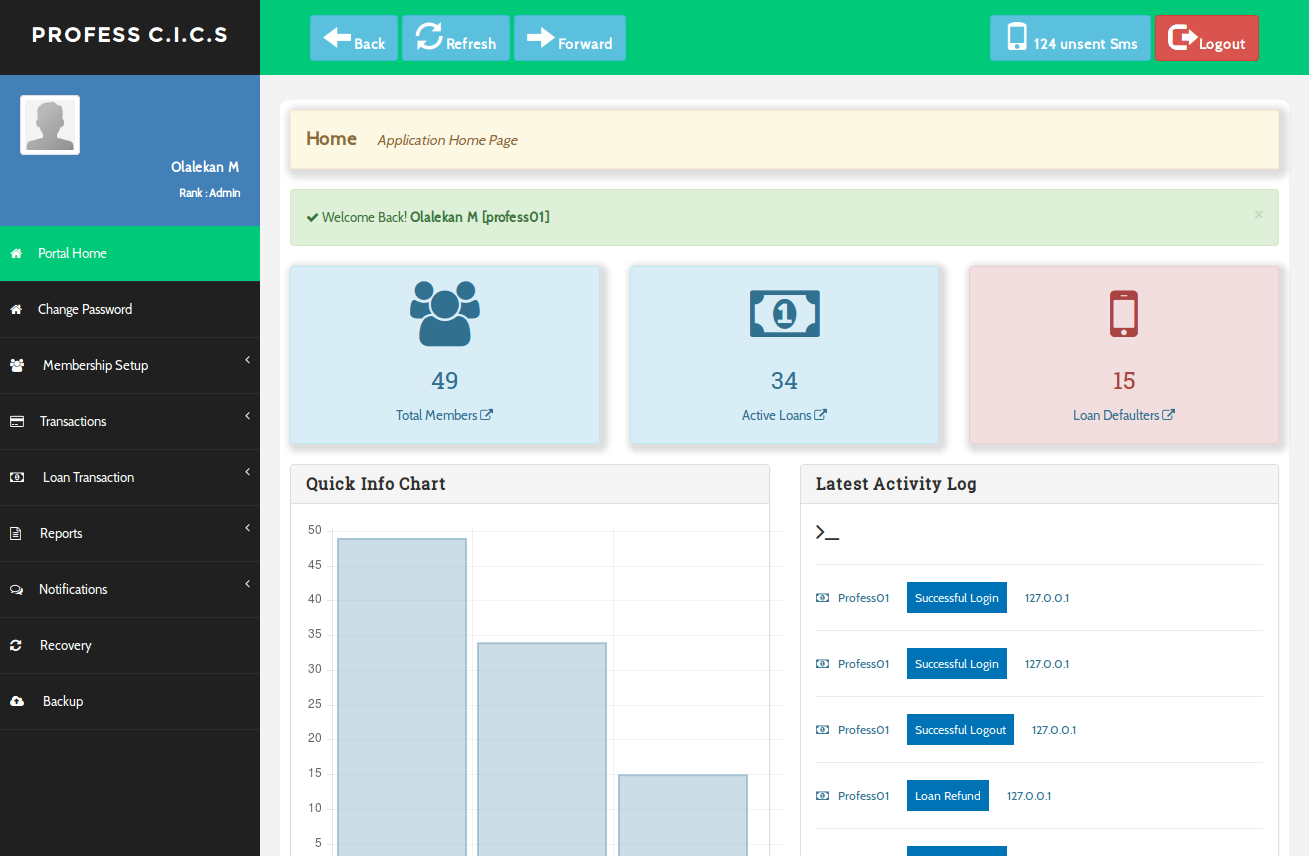 PROFESS C.I.C.S
Back
Refresh
Forward
124 unsent Sms
Logout
Olalekan M
Rank : Admin
Portal Home
Change Password
Membership Setup
Transactions
Loan Transaction
Reports
Notifications
Recovery
Backup
Home Application Home Page
Welcome Back! Olalekan M [profess01]
×
49
Total Members
34
Active Loans
15
Loan Defaulters
Quick Info Chart
50
45
40
35
30
25
20
15
10
5
Latest Activity Log
>_
Profess01 Successful Login 127.0.0.1
Profess01 Successful Login 127.0.0.1
Profess01 Successful Logout 127.0.0.1
Profess01 Loan Refund 127.0.0.1